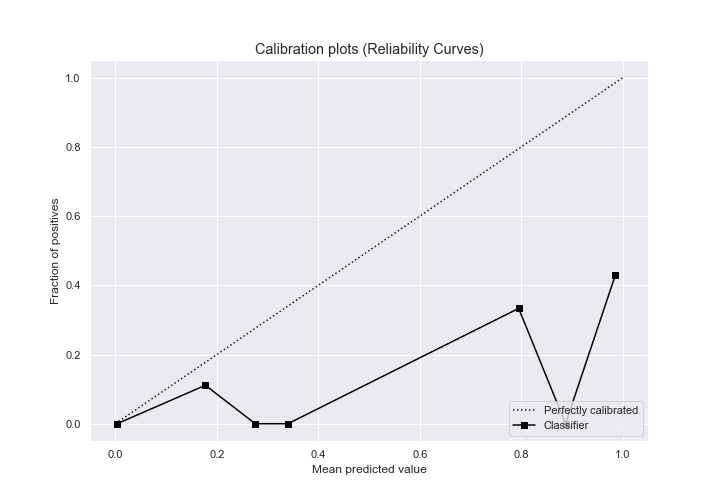 Calibration plots (Reliability Curves)
Fraction of positives
1.0
0.8
0.6
0.4
0.2
0.0
Perfectly calibrated
Classifier
0.0 0.2 0.4 0.6 0.8 1.0
Mean predicted value